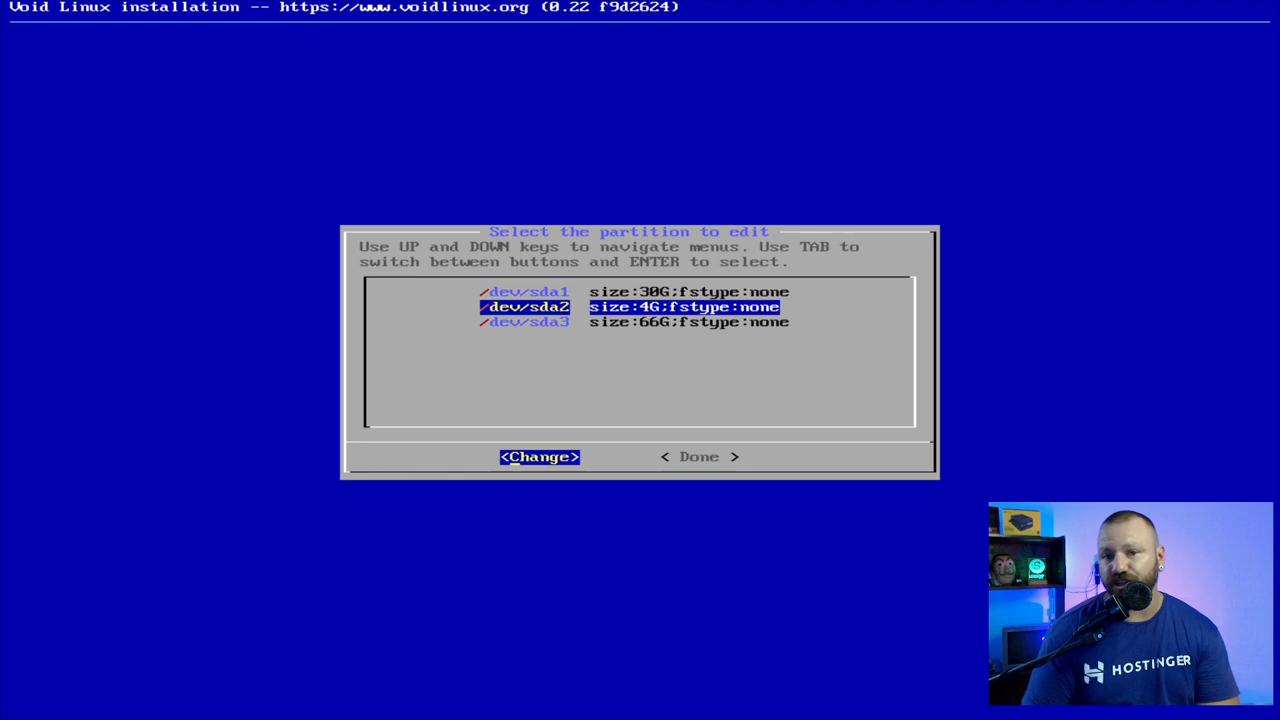 Void Linux installation -- https://www.voidlinux.org (0.22 f9d2624)
Select the partition to edit
Use UP and DOWN keys to navigate menus. Use TAB to
switch between buttons and ENTER to select.
/dev/sda1 size:30G;fstype:none
/dev/sda2 size:4G;fstype:none
/dev/sda3 size:66G;fstype:none
<Change> < Done >
HOSTINGER